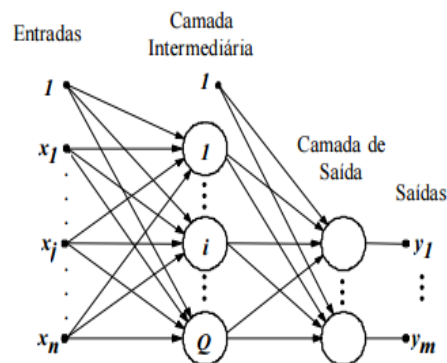 Entradas
Camada
Intermediária
1
1
x1
1
Camada de
Saída
Saídas
xj
i
y1
xn
Q
ym